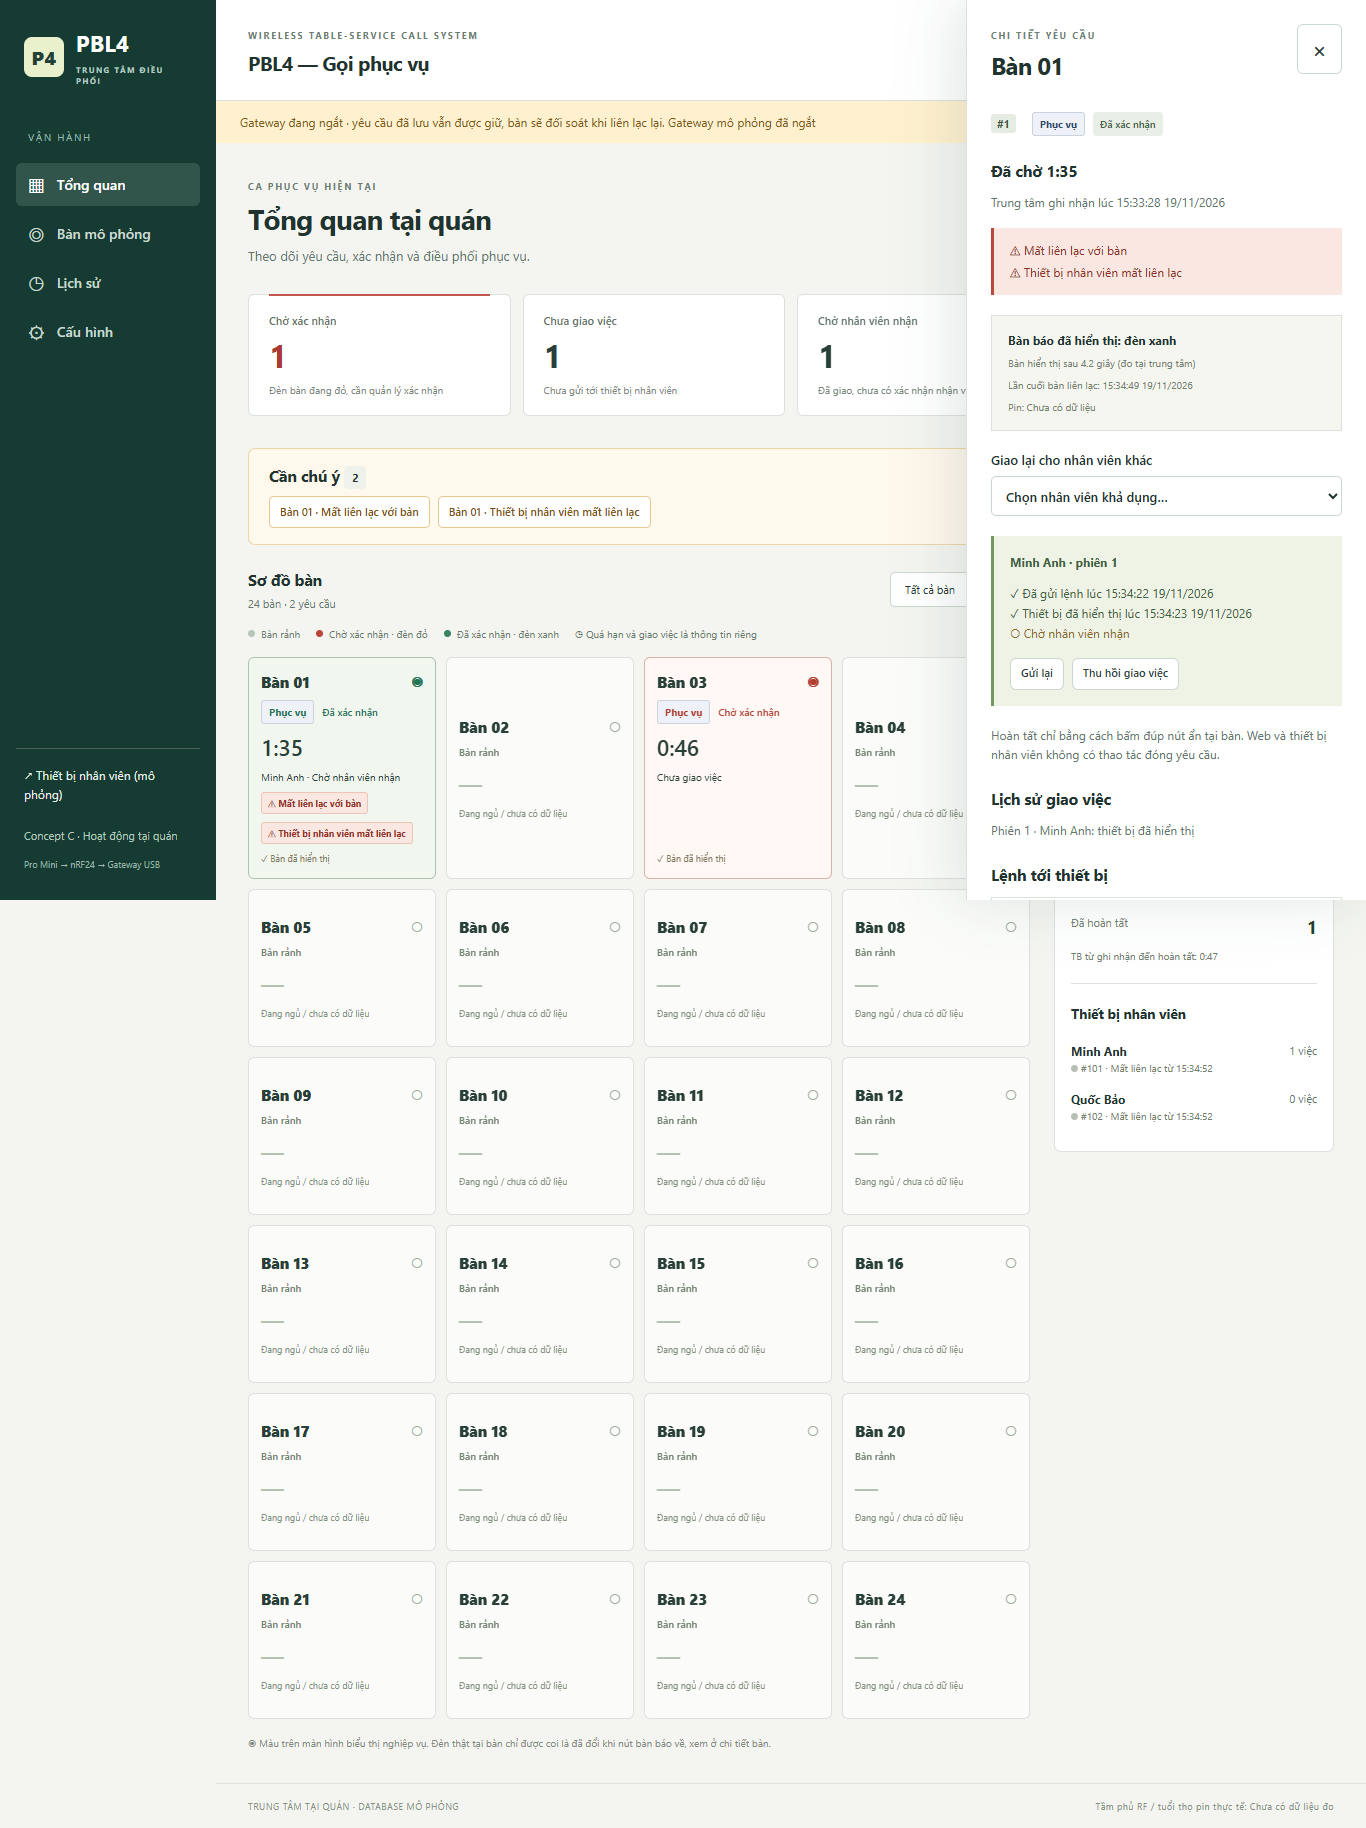 P4
PBL4
TRUNG TÂM ĐIỀU
PHỐI
VẬN HÀNH
Tổng quan
Bàn mô phỏng
Lịch sử
Cấu hình
↗ Thiết bị nhân viên (mô
phỏng)
Concept C · Hoạt động tại quán
Pro Mini → nRF24 → Gateway USB
WIRELESS TABLE-SERVICE CALL SYSTEM
PBL4 — Gọi phục vụ
Gateway đang ngắt · yêu cầu đã lưu vẫn được giữ, bàn sẽ đối soát khi liên lạc lại. Gateway mô phỏng đã ngắt
CA PHỤC VỤ HIỆN TẠI
Tổng quan tại quán
Theo dõi yêu cầu, xác nhận và điều phối phục vụ.
Chờ xác nhận
1
Đèn bàn đang đỏ, cần quản lý xác nhận
Chưa giao việc
1
Chưa gửi tới thiết bị nhân viên
Chờ nhân viên nhận
1
Đã giao, chưa có xác nhận nhận v
Cần chú ý 2
Bàn 01 · Mất liên lạc với bàn
Bàn 01 · Thiết bị nhân viên mất liên lạc
Sơ đồ bàn
24 bàn · 2 yêu cầu
Tất cả bàn
Bàn rảnh
Chờ xác nhận · đèn đỏ
Đã xác nhận · đèn xanh
◷ Quá hạn và giao việc là thông tin riêng
Bàn 01
Phục vụ Đã xác nhận
1:35
Minh Anh · Chờ nhân viên nhận
⚠ Mất liên lạc với bàn
⚠ Thiết bị nhân viên mất liên lạc
✓ Bàn đã hiển thị
Bàn 02
Bàn rảnh
—
Đang ngủ / chưa có dữ liệu
Bàn 03
Phục vụ Chờ xác nhận
0:46
Chưa giao việc
✓ Bàn đã hiển thị
Bàn 04
Bàn rảnh
—
Đang ngủ / chưa có dữ liệu
Bàn 05
Bàn rảnh
—
Đang ngủ / chưa có dữ liệu
Bàn 06
Bàn rảnh
—
Đang ngủ / chưa có dữ liệu
Bàn 07
Bàn rảnh
—
Đang ngủ / chưa có dữ liệu
Bàn 08
Bàn rảnh
—
Đang ngủ / chưa có dữ liệu
Bàn 09
Bàn rảnh
—
Đang ngủ / chưa có dữ liệu
Bàn 10
Bàn rảnh
—
Đang ngủ / chưa có dữ liệu
Bàn 11
Bàn rảnh
—
Đang ngủ / chưa có dữ liệu
Bàn 12
Bàn rảnh
—
Đang ngủ / chưa có dữ liệu
Bàn 13
Bàn rảnh
—
Đang ngủ / chưa có dữ liệu
Bàn 14
Bàn rảnh
—
Đang ngủ / chưa có dữ liệu
Bàn 15
Bàn rảnh
—
Đang ngủ / chưa có dữ liệu
Bàn 16
Bàn rảnh
—
Đang ngủ / chưa có dữ liệu
Bàn 17
Bàn rảnh
—
Đang ngủ / chưa có dữ liệu
Bàn 18
Bàn rảnh
—
Đang ngủ / chưa có dữ liệu
Bàn 19
Bàn rảnh
—
Đang ngủ / chưa có dữ liệu
Bàn 20
Bàn rảnh
—
Đang ngủ / chưa có dữ liệu
Bàn 21
Bàn rảnh
—
Đang ngủ / chưa có dữ liệu
Bàn 22
Bàn rảnh
—
Đang ngủ / chưa có dữ liệu
Bàn 23
Bàn rảnh
—
Đang ngủ / chưa có dữ liệu
Bàn 24
Bàn rảnh
—
Đang ngủ / chưa có dữ liệu
◉ Màu trên màn hình biểu thị nghiệp vụ. Đèn thật tại bàn chỉ được coi là đã đổi khi nút bàn báo về, xem ở chi tiết bàn.
CHI TIẾT YÊU CẦU
Bàn 01
×
#1 Phục vụ Đã xác nhận
Đã chờ 1:35
Trung tâm ghi nhận lúc 15:33:28 19/11/2026
⚠ Mất liên lạc với bàn
⚠ Thiết bị nhân viên mất liên lạc
Bàn báo đã hiển thị: đèn xanh
Bàn hiển thị sau 4.2 giây (đo tại trung tâm)
Lần cuối bàn liên lạc: 15:34:49 19/11/2026
Pin: Chưa có dữ liệu
Giao lại cho nhân viên khác
Chọn nhân viên khả dụng...
Minh Anh · phiên 1
✓ Đã gửi lệnh lúc 15:34:22 19/11/2026
✓ Thiết bị đã hiển thị lúc 15:34:23 19/11/2026
○ Chờ nhân viên nhận
Gửi lại
Thu hồi giao việc
Hoàn tất chỉ bằng cách bấm đúp nút ẩn tại bàn. Web và thiết bị
nhân viên không có thao tác đóng yêu cầu.
Lịch sử giao việc
Phiên 1 · Minh Anh: thiết bị đã hiển thị
Lệnh tới thiết bị
Đã hoàn tất 1
TB từ ghi nhận đến hoàn tất: 0:47
Thiết bị nhân viên
Minh Anh 1 việc
#101 · Mất liên lạc từ 15:34:52
Quốc Bảo 0 việc
#102 · Mất liên lạc từ 15:34:52
TRUNG TÂM TẠI QUÁN · DATABASE MÔ PHỎNG
Tầm phủ RF / tuổi thọ pin thực tế: Chưa có dữ liệu đo